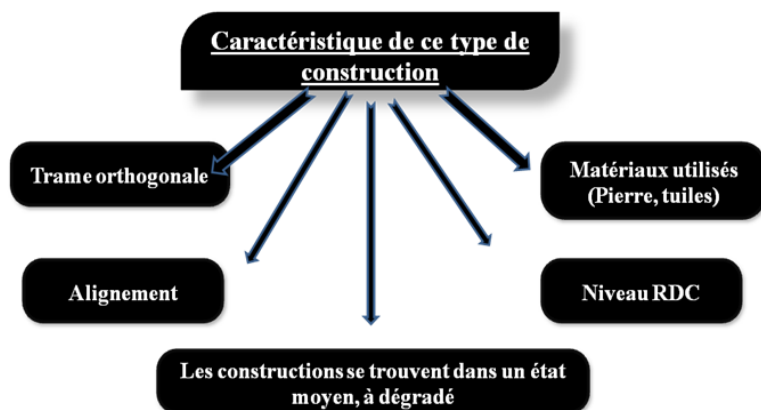 Caractéristique de ce type de
construction
Trame orthogonale
Matériaux utilisés
(Pierre, tuiles)
Alignement
Niveau RDC
Les constructions se trouvent dans un état
moyen, à dégradé